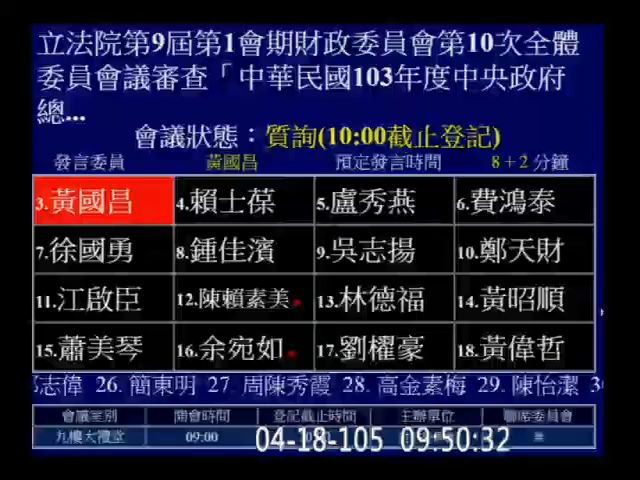 立法院第9屆第1會期財政委員會第10次全體
委員會議審查「中華民國103年度中央政府
總...
會議狀態：質詢(10:00截止登記)
發言委員 黃國昌 預定發言時間 8+2分鐘
3.黃國昌 4.賴士葆 5.盧秀燕 6.費鴻泰
7.徐國勇 8.鍾佳濱 9.吳志揚 10.鄭天財
11.江啟臣 12.陳賴素美 13.林德福 14.黃昭順
15.蕭美琴 16.余宛如 17.劉櫂豪 18.黃偉哲
志偉 26. 簡東明 27 周陳秀霞 28. 高金素梅 29. 陳怡潔
會議室別 開會時間 登記截止時間 主辦單位 聯席委員會
九樓大禮堂 09:00
04-18-105 09:50:32